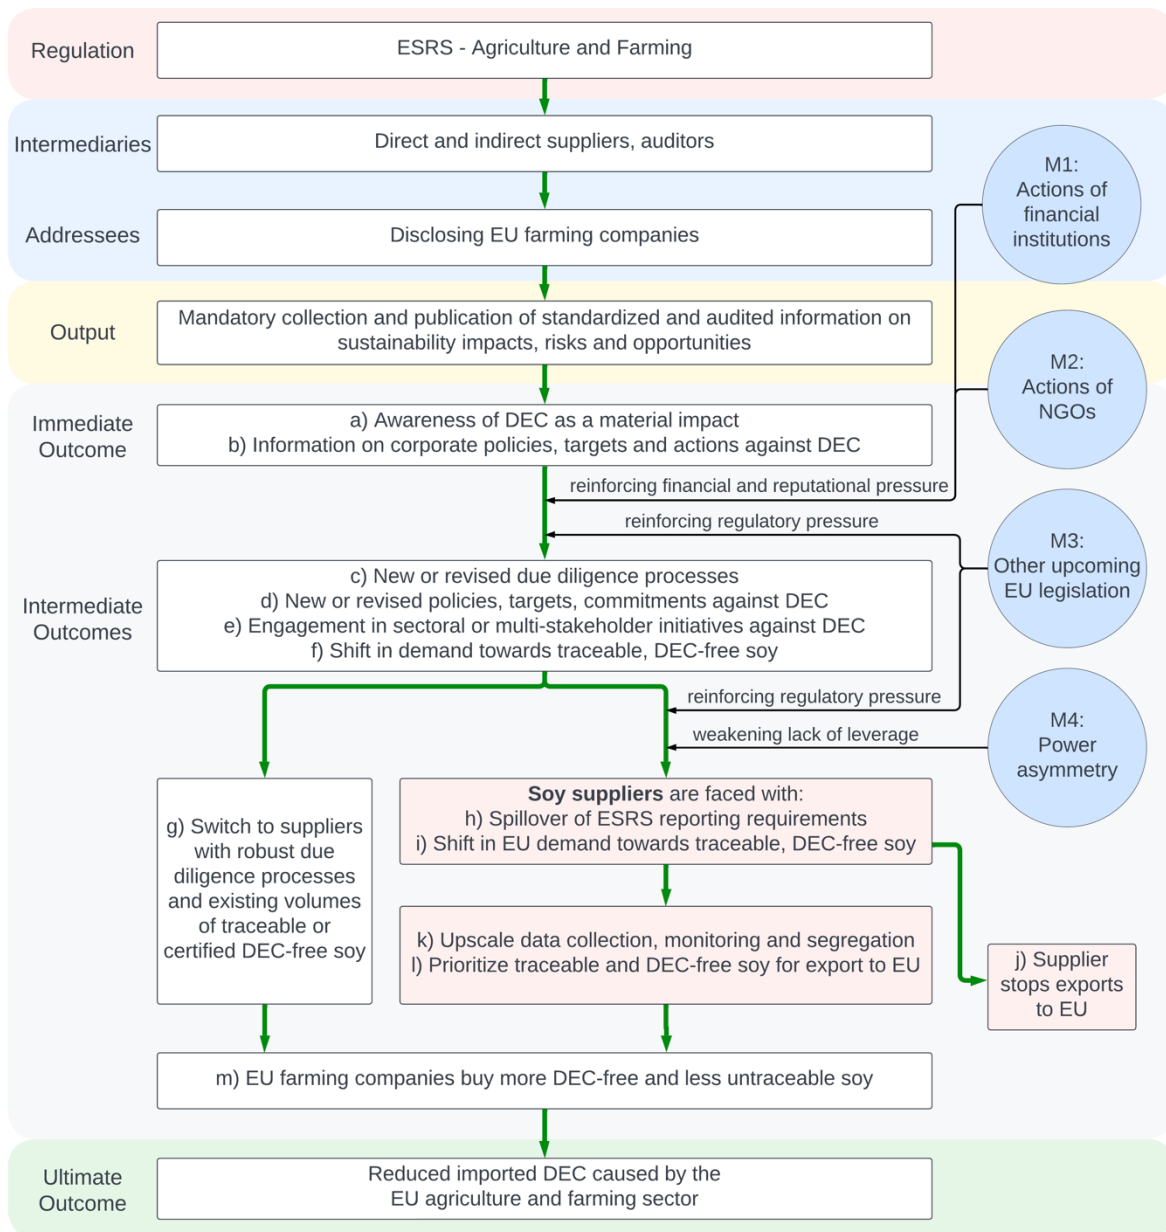 Regulation
ESRS - Agriculture and Farming
Intermediaries
Direct and indirect suppliers, auditors
M1:
Actions of
financial
institutions
Addressees
Disclosing EU farming companies
Output
Mandatory collection and publication of standardized and audited information on
sustainability impacts, risks and opportunities
M2:
Actions of
NGOs
Immediate
Outcome
a) Awareness of DEC as a material impact
b) Information on corporate policies, targets and actions against DEC
reinforcing financial and reputational pressure
reinforcing regulatory pressure
M3:
Other upcoming
EU legislation
Intermediate
Outcomes
c) New or revised due diligence processes
d) New or revised policies, targets, commitments against DEC
e) Engagement in sectoral or multi-stakeholder initiatives against DEC
f) Shift in demand towards traceable, DEC-free soy
reinforcing regulatory pressure
weakening lack of leverage
M4:
Power
asymmetry
g) Switch to suppliers
with robust due
diligence processes
and existing volumes
of traceable or
certified DEC-free soy
Soy suppliers are faced with:
h) Spillover of ESRS reporting requirements
i) Shift in EU demand towards traceable, DEC-free soy
k) Upscale data collection, monitoring and segregation
l) Prioritize traceable and DEC-free soy for export to EU
j) Supplier
stops exports
to EU
m) EU farming companies buy more DEC-free and less untraceable soy
Ultimate
Outcome
Reduced imported DEC caused by the
EU agriculture and farming sector